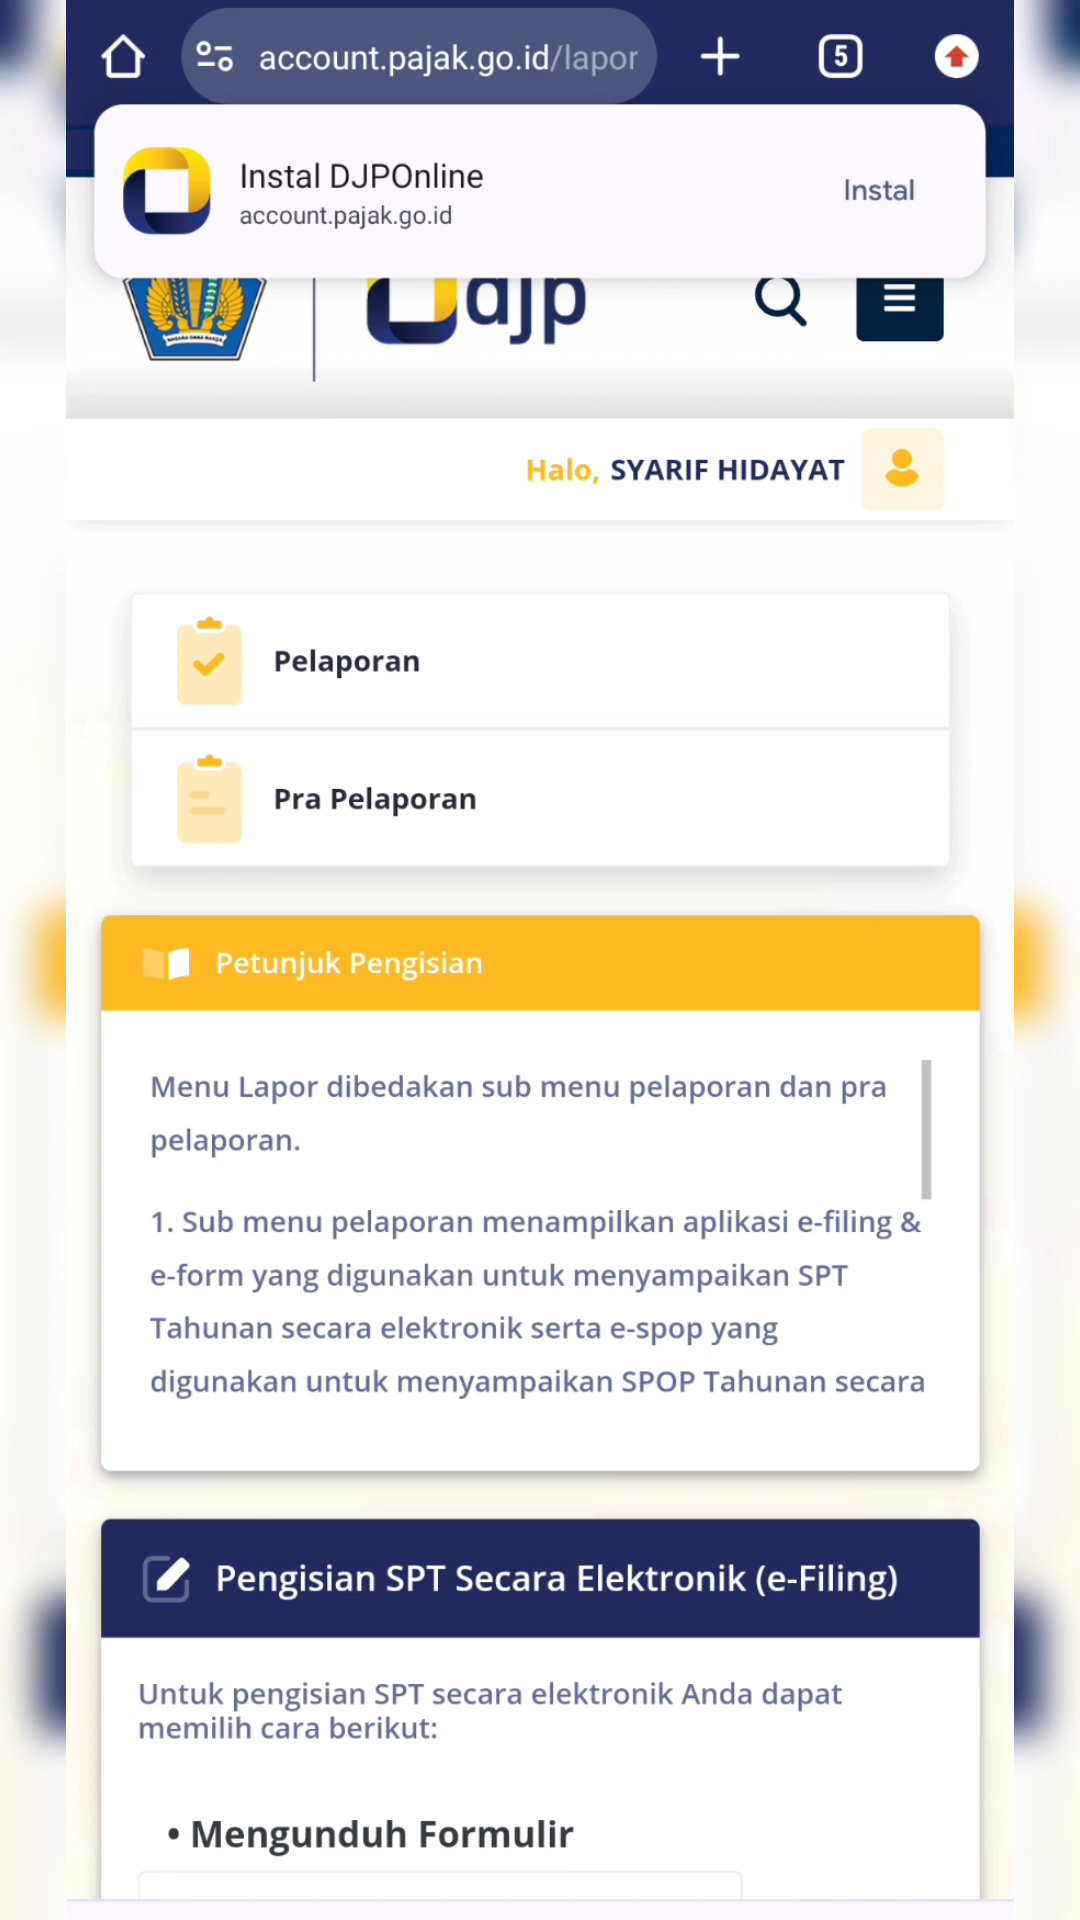 account.pajak.go.id/lapor
5
Instal DJPOnline
account.pajak.go.id
Instal
djp
Halo, SYARIF HIDAYAT
Pelaporan
Pra Pelaporan
Petunjuk Pengisian
Menu Lapor dibedakan sub menu pelaporan dan pra
pelaporan.
1. Sub menu pelaporan menampilkan aplikasi e-filing &
e-form yang digunakan untuk menyampaikan SPT
Tahunan secara elektronik serta e-spop yang
digunakan untuk menyampaikan SPOP Tahunan secara
Pengisian SPT Secara Elektronik (e-Filing)
Untuk pengisian SPT secara elektronik Anda dapat
memilih cara berikut:
• Mengunduh Formulir